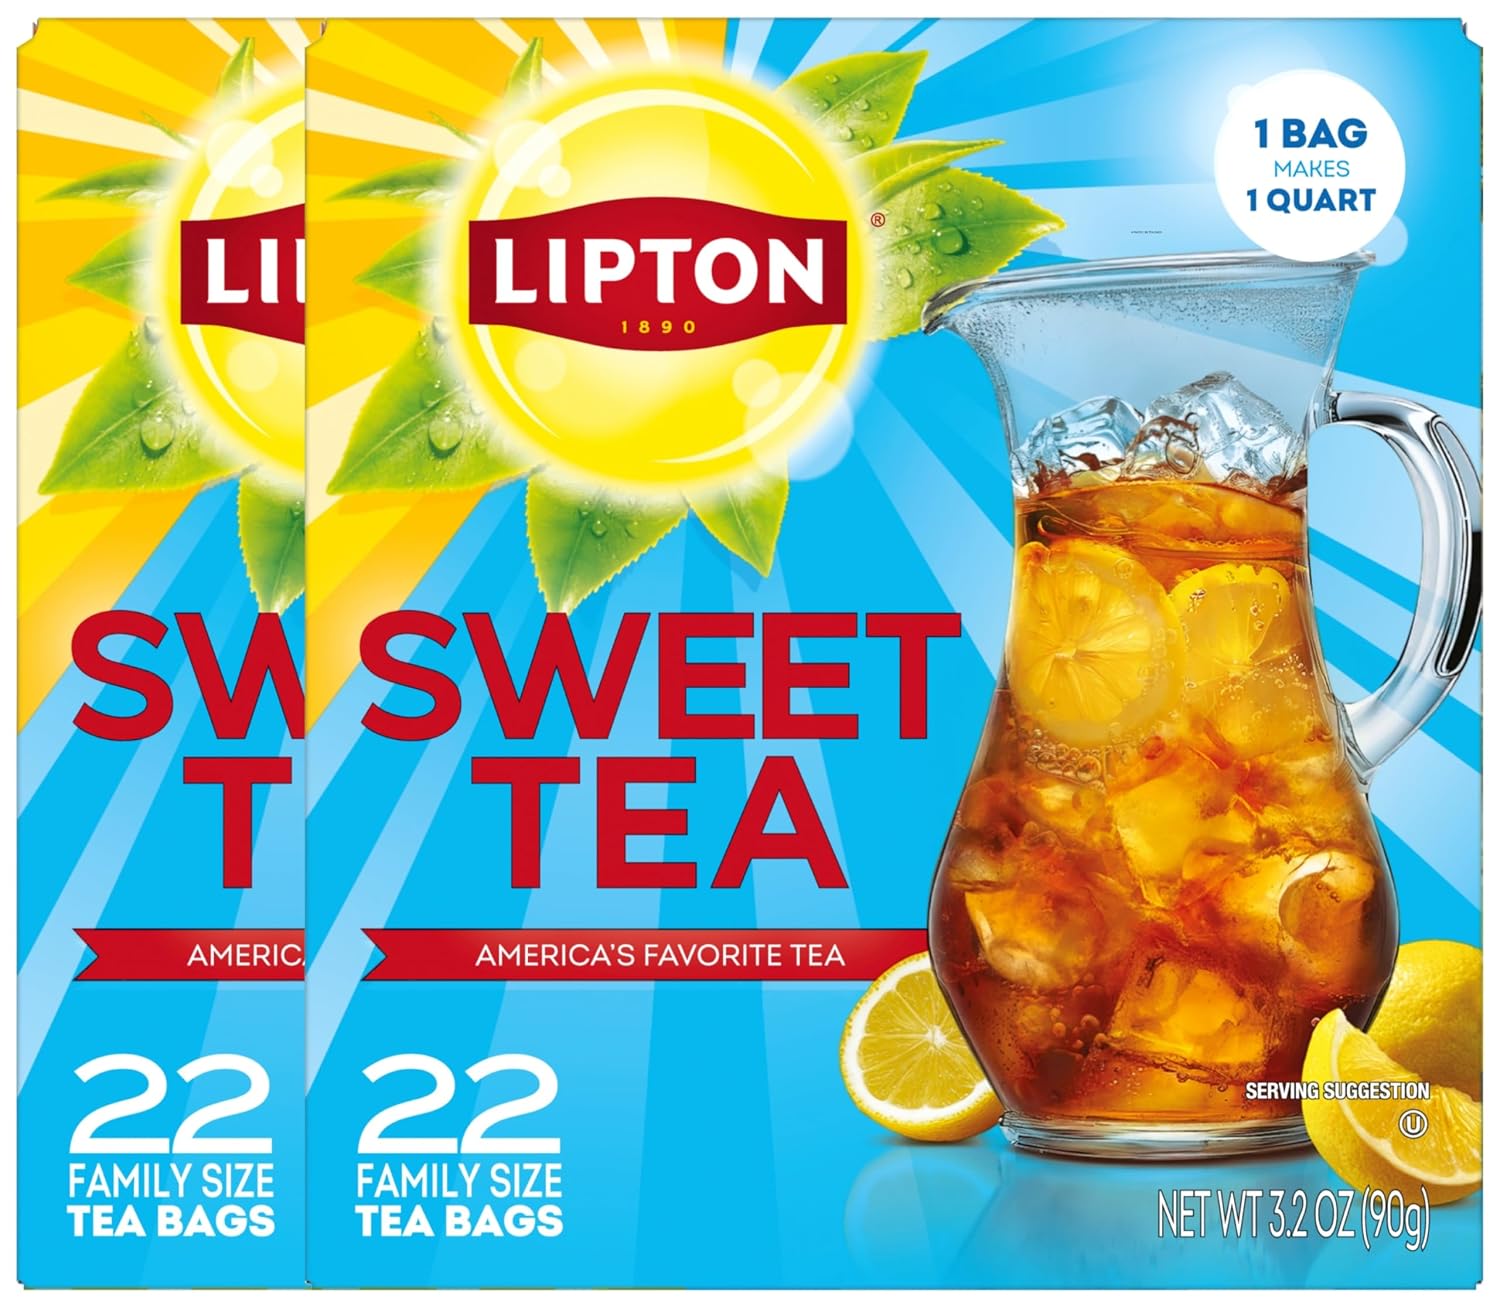 LI
SW
T
AMERICA
22
FAMILY SIZE
TEA BAGS
LIPTON
®
1890
1 BAG
MAKES
1 QUART
SWEET
TEA
AMERICA'S FAVORITE TEA
22
FAMILY SIZE
TEA BAGS
SERVING SUGGESTION
U
NET WT 3.2 OZ (90g)